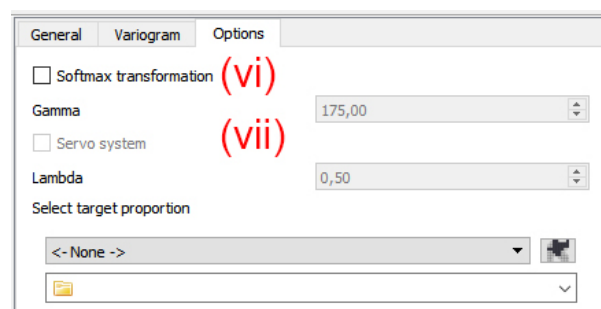 General Variogram Options
Softmax transformation (vi)
Gamma 175,00
Servo system (vii)
Lambda 0,50
Select target proportion
<- None ->